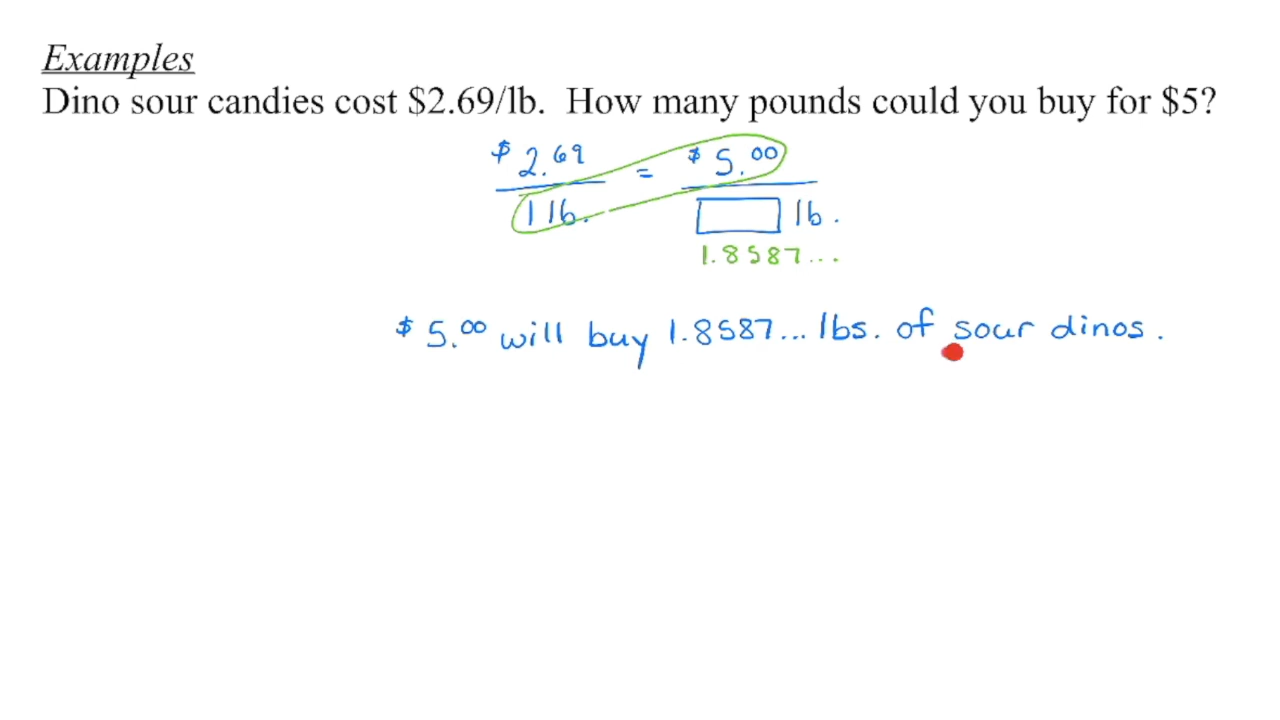 Examples
Dino sour candies cost $2.69/lb. How many pounds could you buy for $5?
$2.69 = $5.00
1 lb. lb.
1.8587...
$5.00 will buy 1.8587... lbs. of sour dinos.